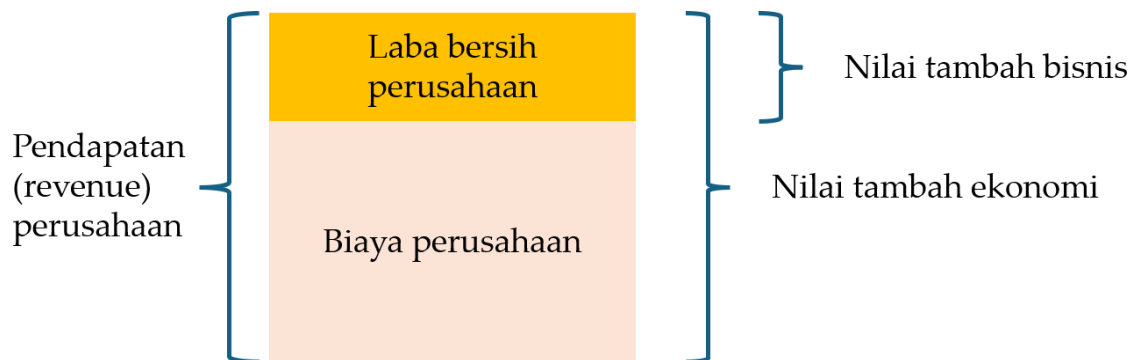 Laba bersih
perusahaan
Nilai tambah bisnis
Pendapatan
(revenue)
perusahaan
Nilai tambah ekonomi
Biaya perusahaan